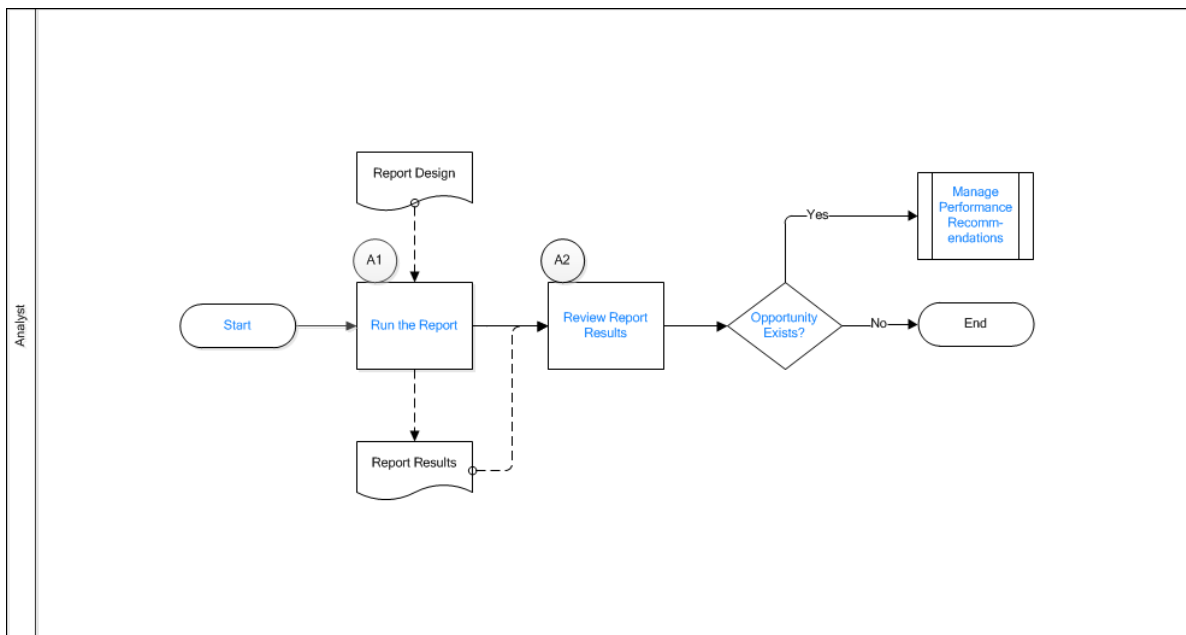 Analyst
Report Design
A1
A2
Start
Run the Report
Review Report
Results
Opportunity
Exists?
Yes
Manage
Performance
Recomm-
endations
No
End
Report Results